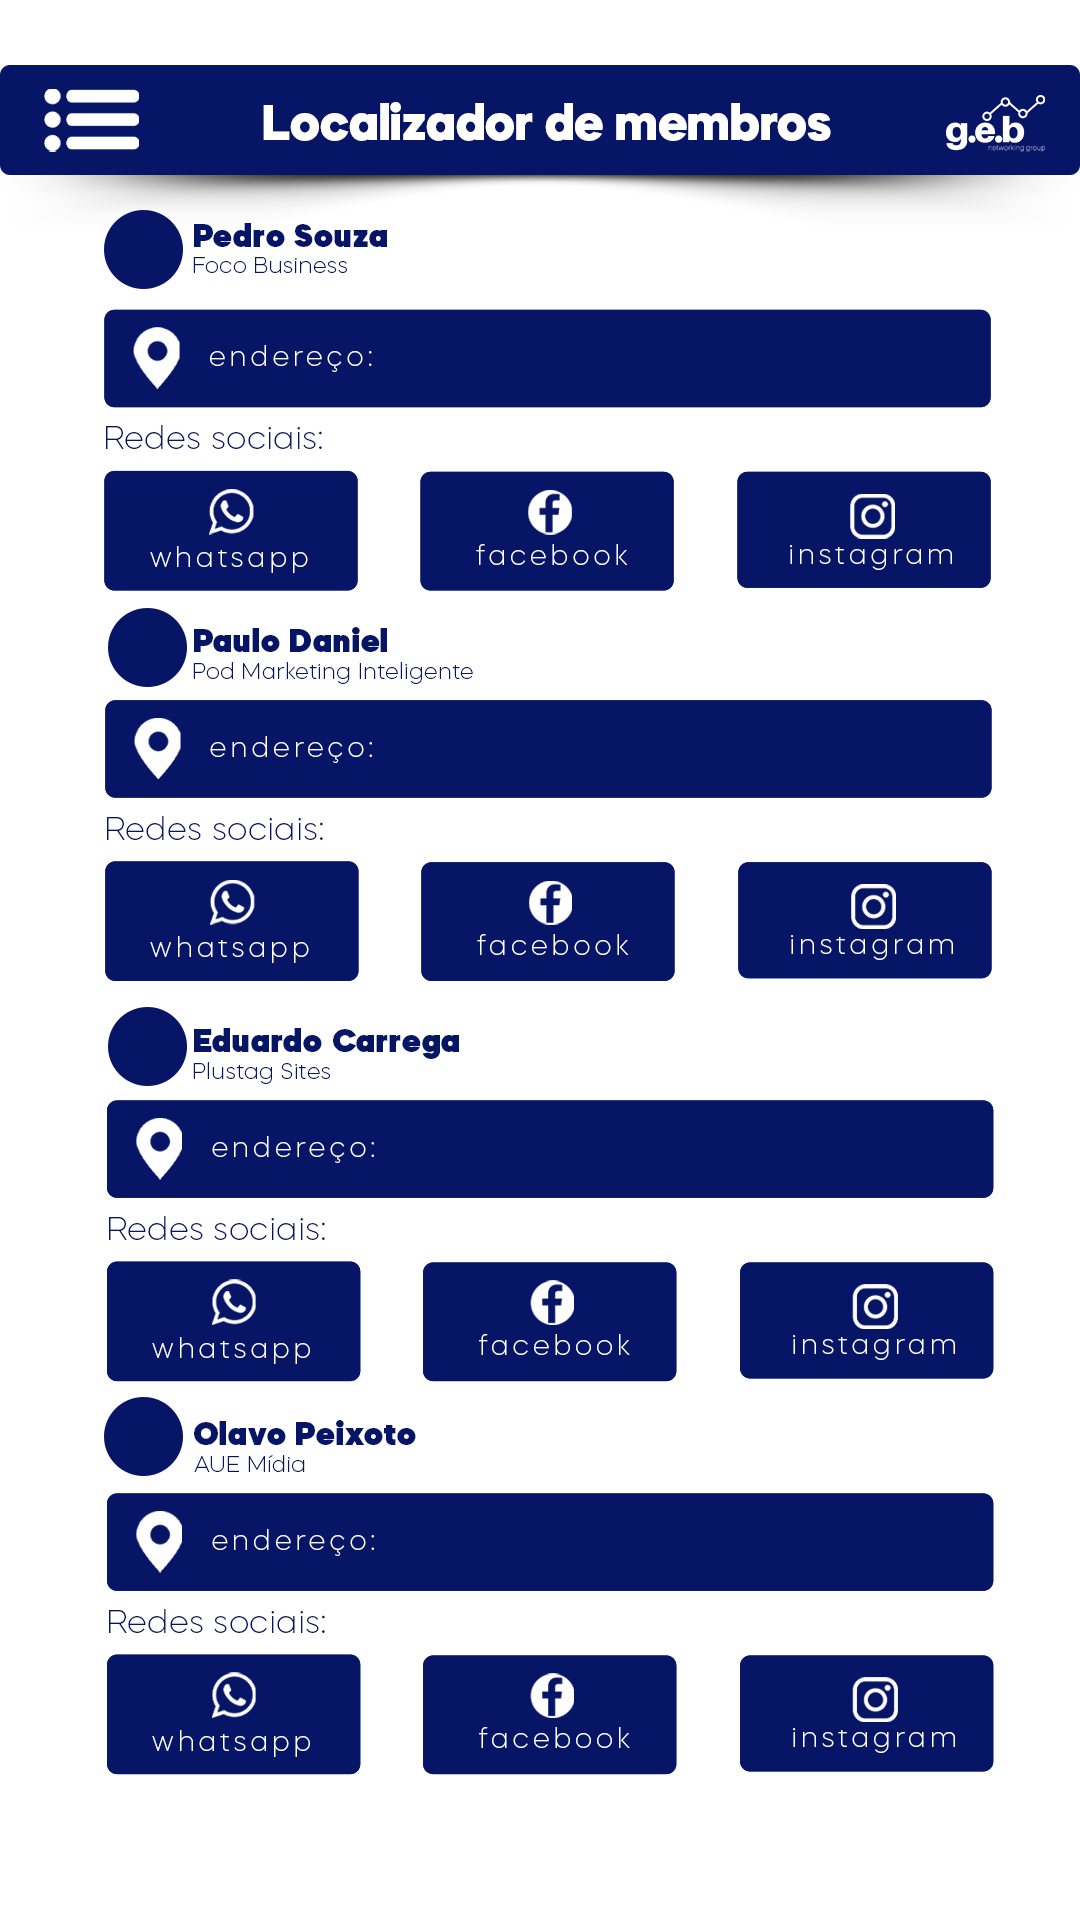 Localizador de membros
g.e.b
networking group
Pedro Souza
Foco Business
endereço:
Redes sociais:
whatsapp
facebook
instagram
Paulo Daniel
Pod Marketing Inteligente
endereço:
Redes sociais:
whatsapp
facebook
instagram
Eduardo Carrega
Plustag Sites
endereço:
Redes sociais:
whatsapp
facebook
instagram
Olavo Peixoto
AUE Mídia
endereço:
Redes sociais:
whatsapp
facebook
instagram